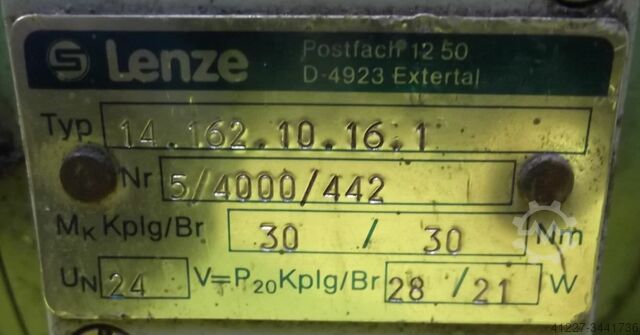 Lenze Postfach 12 50
D-4923 Extertal
Typ 14.162.10.16.1
Nr 5/4000/442
MK Kplg/Br 30 / 30 Nm
UN 24 V= P20 Kplg/Br 28 / 21 W
41227-3441736